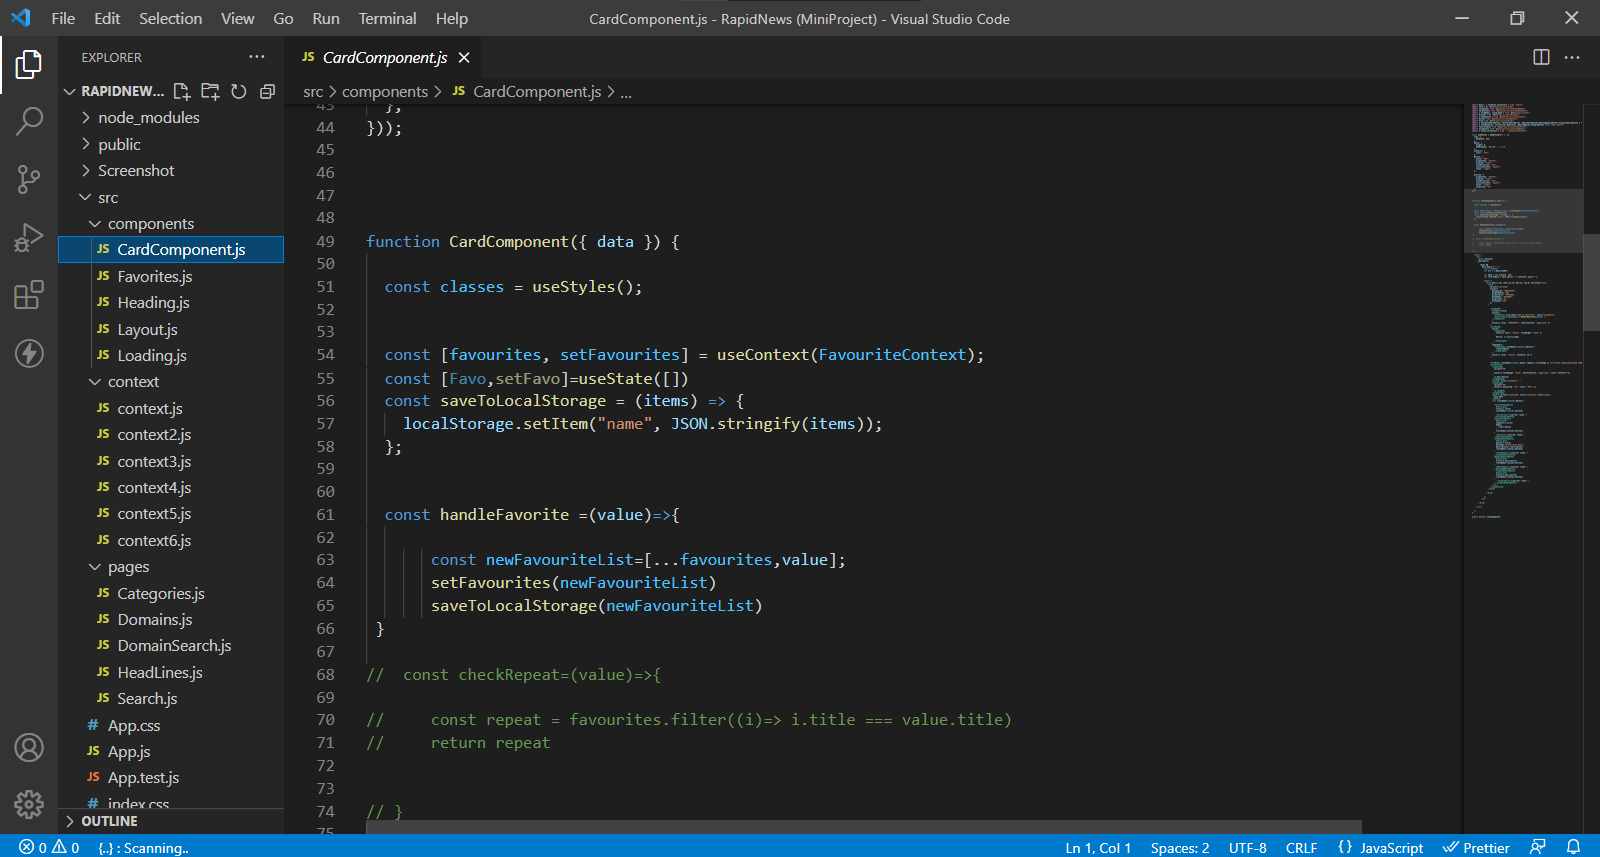 File Edit Selection View Go Run Terminal Help
CardComponent.js - RapidNews (MiniProject) - Visual Studio Code
EXPLORER
RAPIDNEW...
node_modules
public
Screenshot
src
components
JS CardComponent.js
JS Favorites.js
JS Heading.js
JS Layout.js
JS Loading.js
context
JS context.js
JS context2.js
JS context3.js
JS context4.js
JS context5.js
JS context6.js
pages
JS Categories.js
JS Domains.js
JS DomainSearch.js
JS HeadLines.js
JS Search.js
# App.css
JS App.js
JS App.test.js
# index.css
OUTLINE
JS CardComponent.js
src > components > JS CardComponent.js > ...
43 };
44 }));
45
46
47
48
49 function CardComponent({ data }) {
50
51 const classes = useStyles();
52
53
54 const [favourites, setFavourites] = useContext(FavouriteContext);
55 const [Favo,setFavo]=useState([])
56 const saveToLocalStorage = (items) => {
57 localStorage.setItem("name", JSON.stringify(items));
58 };
59
60
61 const handleFavorite =(value)=>{
62
63 const newFavouriteList=[...favourites,value];
64 setFavourites(newFavouriteList)
65 saveToLocalStorage(newFavouriteList)
66 }
67
68 // const checkRepeat=(value)=>{
69
70 // const repeat = favourites.filter((i)=> i.title === value.title)
71 // return repeat
72
73
74 // }
75
0 0 {..} : Scanning.. Ln 1, Col 1 Spaces: 2 UTF-8 CRLF {} JavaScript Prettier